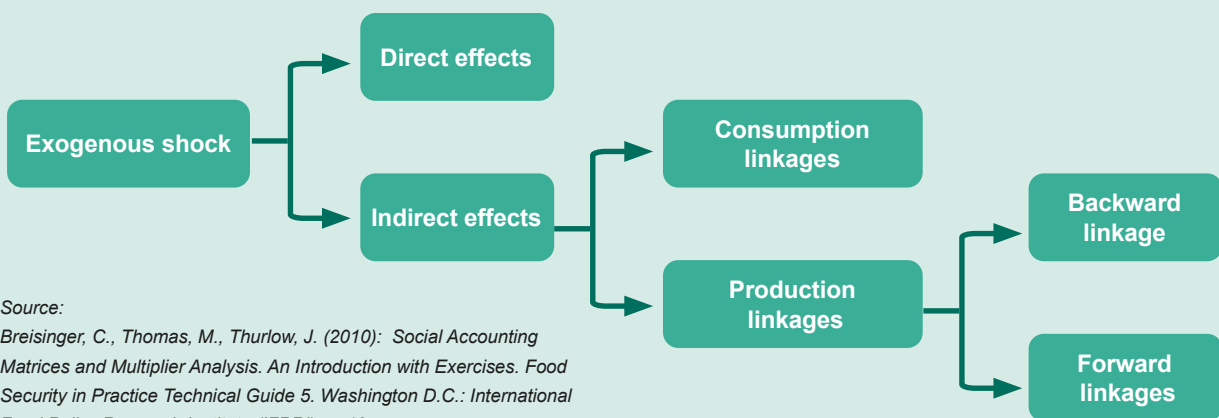 Direct effects
Exogenous shock
Indirect effects
Consumption
linkages
Production
linkages
Backward
linkage
Forward
linkages
Source:
Breisinger, C., Thomas, M., Thurlow, J. (2010): Social Accounting
Matrices and Multiplier Analysis. An Introduction with Exercises. Food
Security in Practice Technical Guide 5. Washington D.C.: International